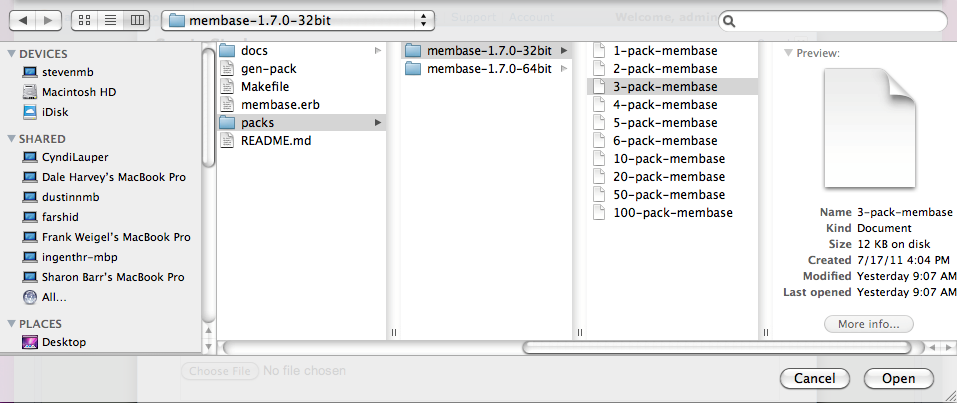 membase-1.7.0-32bit
Support Account Welcome, admin
DEVICES
stevenmb
Macintosh HD
iDisk
SHARED
CyndiLauper
Dale Harvey's MacBook Pro
dustinnmb
farshid
Frank Weigel's MacBook Pro
ingenthr-mbp
Sharon Barr's MacBook Pro
All...
PLACES
Desktop
docs
gen-pack
Makefile
membase.erb
packs
README.md
membase-1.7.0-32bit
membase-1.7.0-64bit
1-pack-membase
2-pack-membase
3-pack-membase
4-pack-membase
5-pack-membase
6-pack-membase
10-pack-membase
20-pack-membase
50-pack-membase
100-pack-membase
Preview:
Name 3-pack-membase
Kind Document
Size 12 KB on disk
Created 7/17/11 4:04 PM
Modified Yesterday 9:07 AM
Last opened Yesterday 9:07 AM
More info...
Choose File No file chosen
Cancel Open